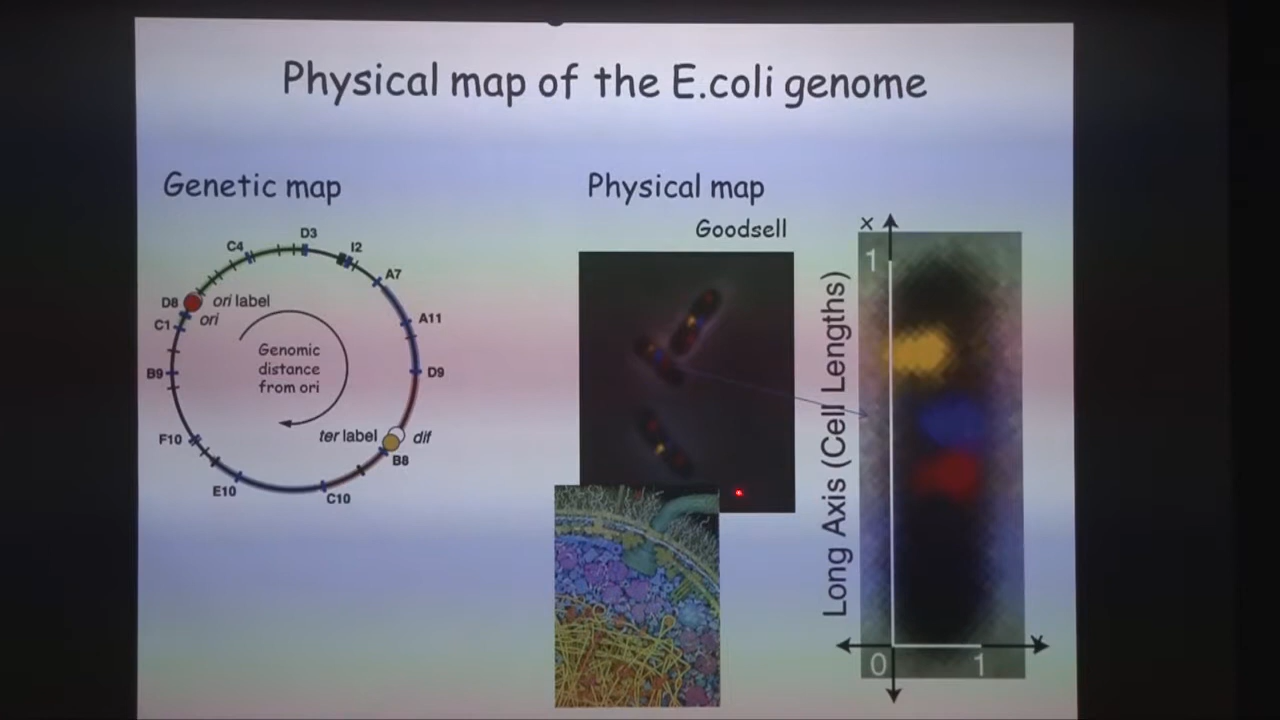 Physical map of the E.coli genome
Genetic map
D3
C4
I2
A7
D8
ori label
C1
ori
A11
Genomic
distance
from ori
B9
D9
F10
ter label
dif
B8
E10
C10
Physical map
Goodsell
x
1
Long Axis (Cell Lengths)
0
1